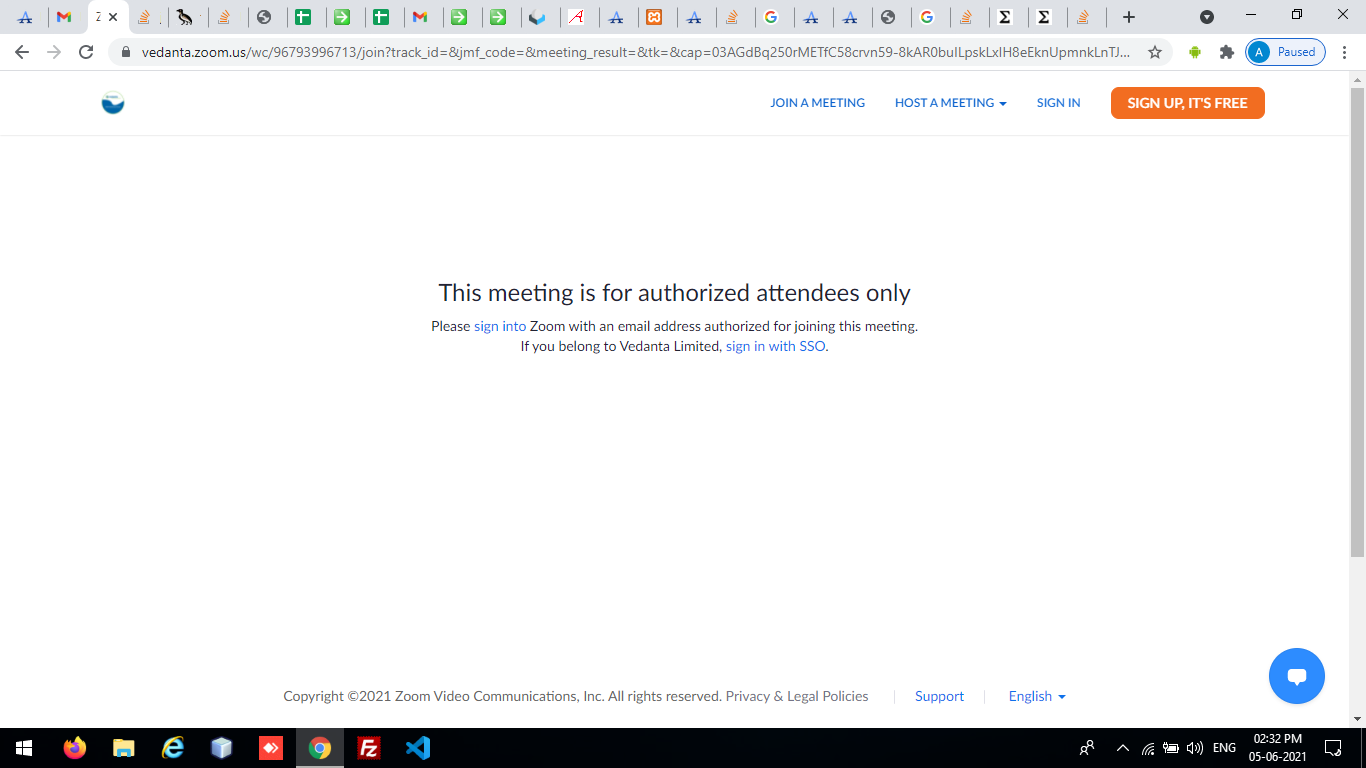 Z
vedanta.zoom.us/wc/96793996713/join?track_id=&jmf_code=&meeting_result=&tk=&cap=03AGdBq250rMETfC58crvn59-8kAR0buILpskLxIH8eEknUpmnkLnTJ...
A Paused
JOIN A MEETING HOST A MEETING SIGN IN SIGN UP, IT'S FREE
This meeting is for authorized attendees only
Please sign into Zoom with an email address authorized for joining this meeting.
If you belong to Vedanta Limited, sign in with SSO.
Copyright ©2021 Zoom Video Communications, Inc. All rights reserved. Privacy & Legal Policies Support English
ENG
02:32 PM
05-06-2021